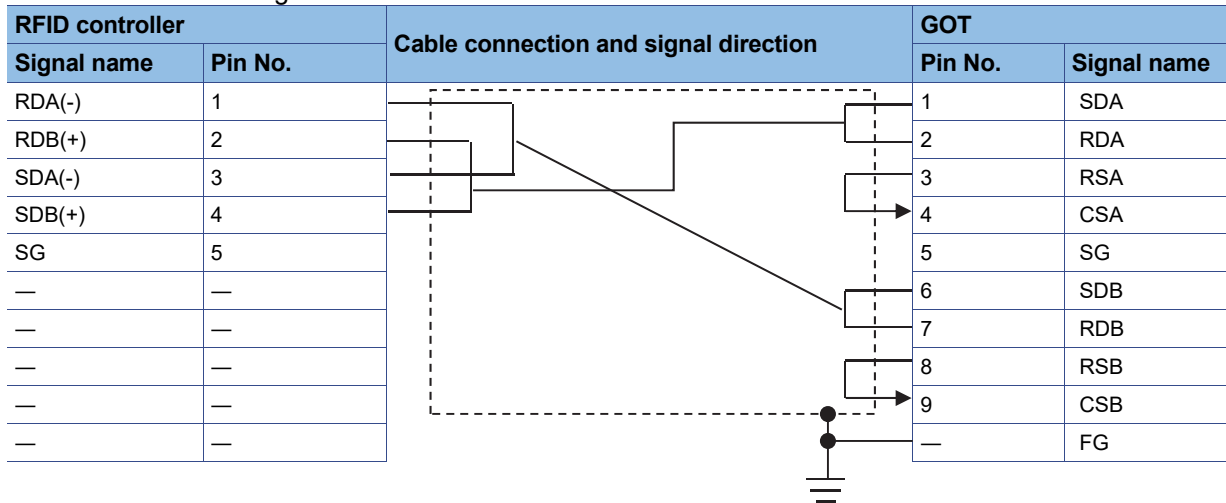 RFID controller Cable connection and signal direction GOT
Signal name Pin No. Pin No. Signal name
RDA(-) 1 1 SDA
RDB(+) 2 2 RDA
SDA(-) 3 3 RSA
SDB(+) 4 4 CSA
SG 5 5 SG
— — 6 SDB
— — 7 RDB
— — 8 RSB
— — 9 CSB
— — — FG